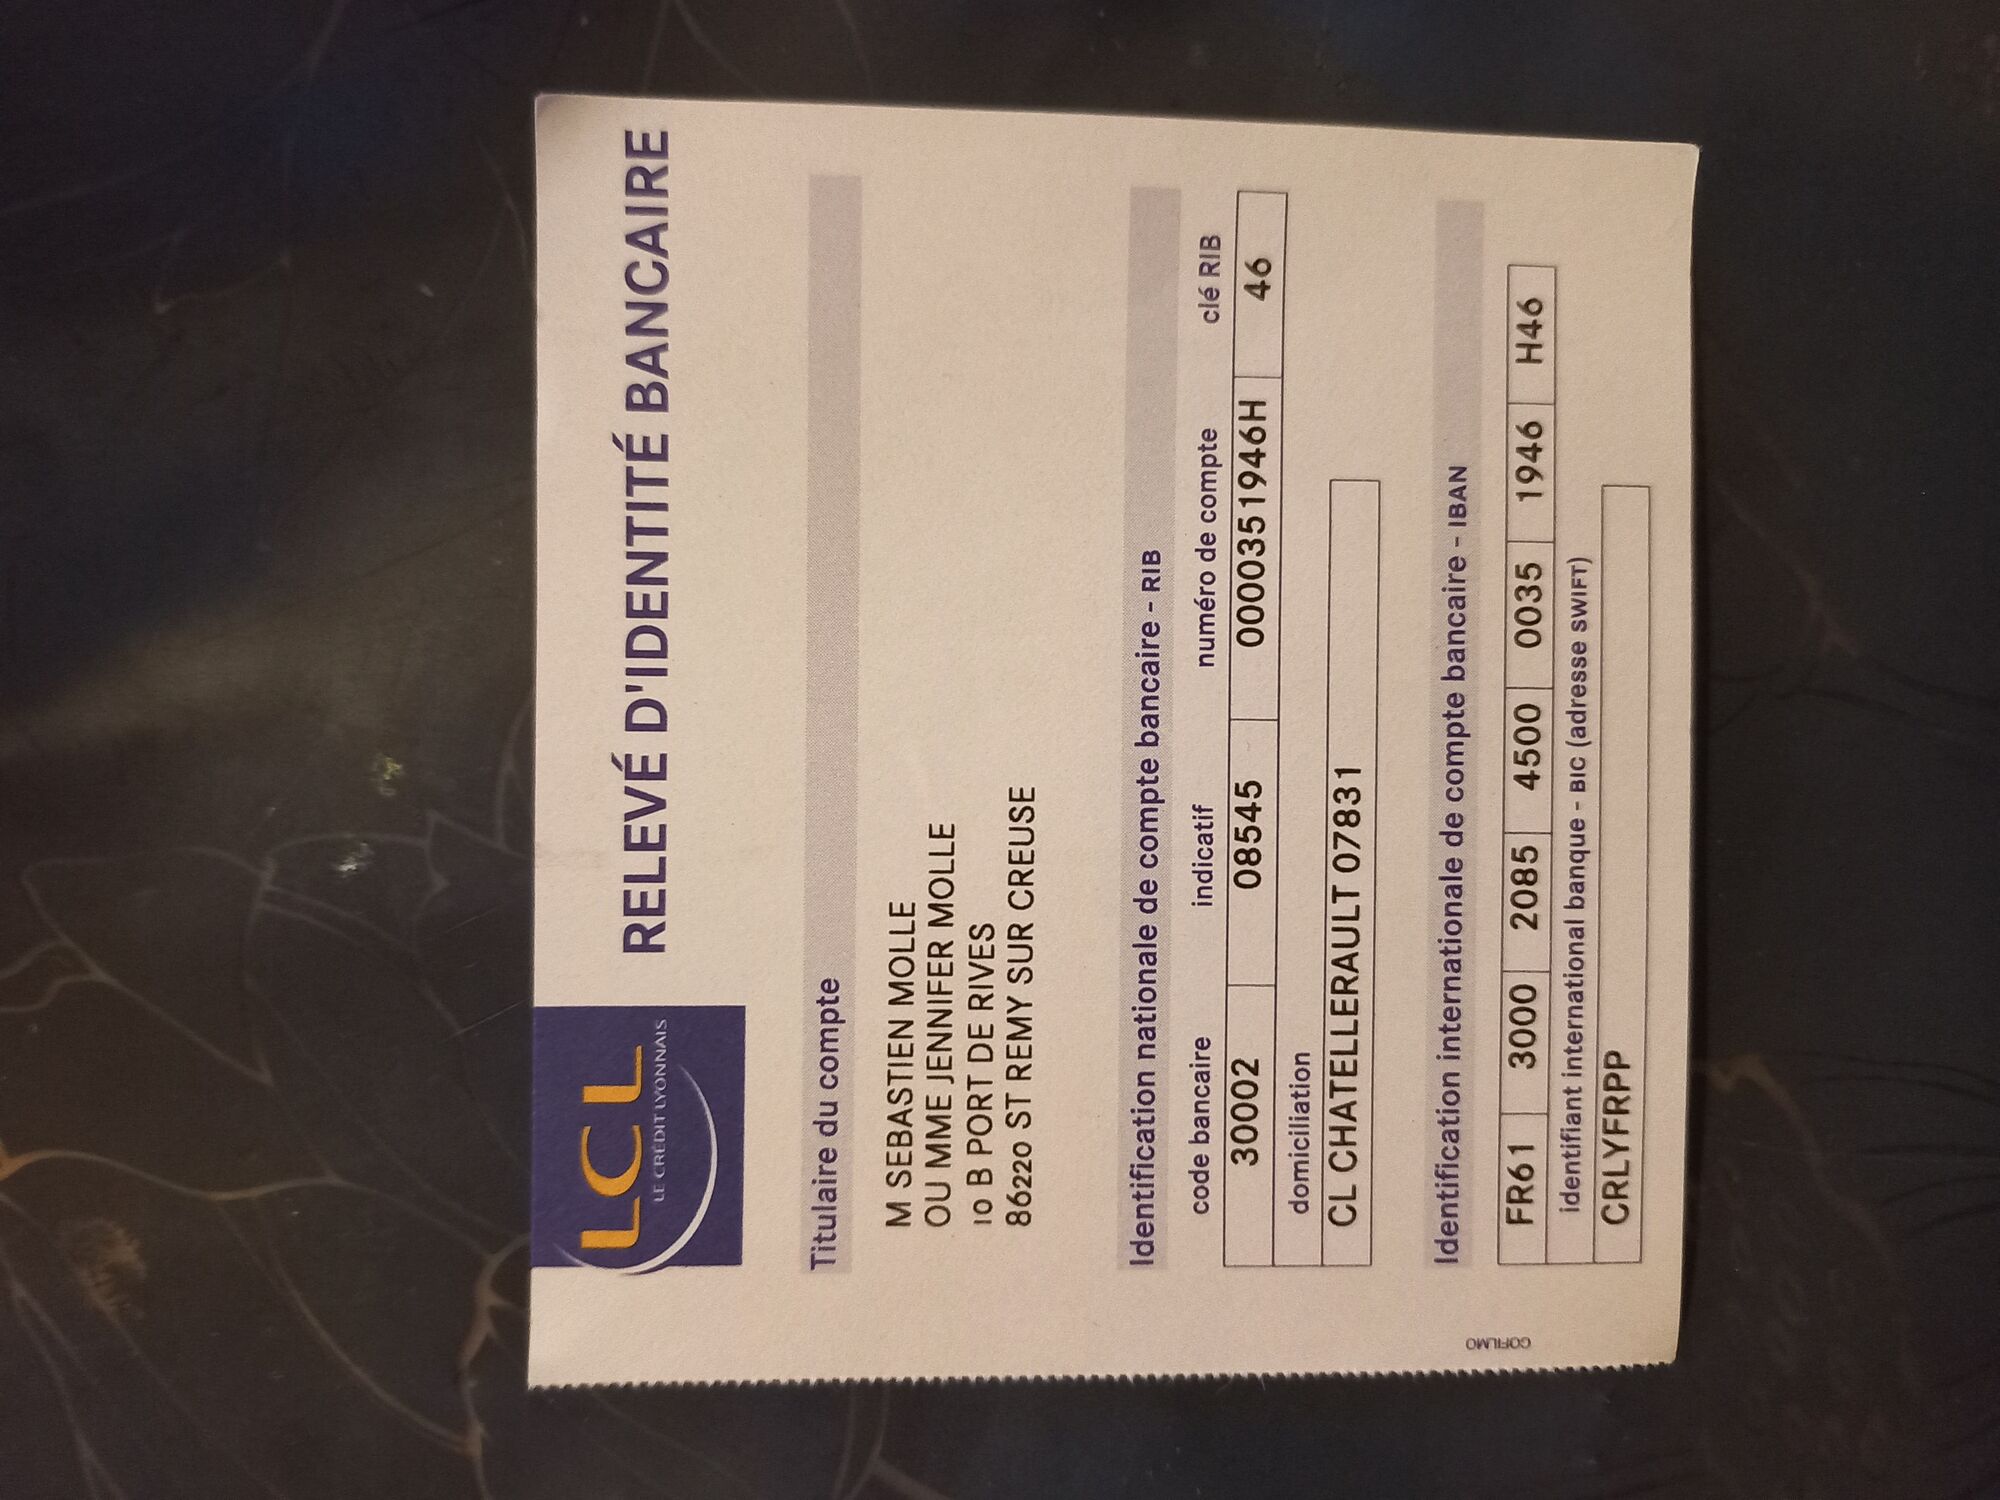 LCL
LE CRÉDIT LYONNAIS
RELEVÉ D'IDENTITÉ BANCAIRE
Titulaire du compte
M SEBASTIEN MOLLE
OU MME JENNIFER MOLLE
10 B PORT DE RIVES
86220 ST REMY SUR CREUSE
Identification nationale de compte bancaire - RIB
code bancaire indicatif numéro de compte clé RIB
30002 08545 0000351946H 46
domiciliation
CL CHATELLERAULT 07831
Identification internationale de compte bancaire - IBAN
FR61 3000 2085 4500 0035 1946 H46
identifiant international banque - BIC (adresse SWIFT)
CRLYFRPP
COFILMO